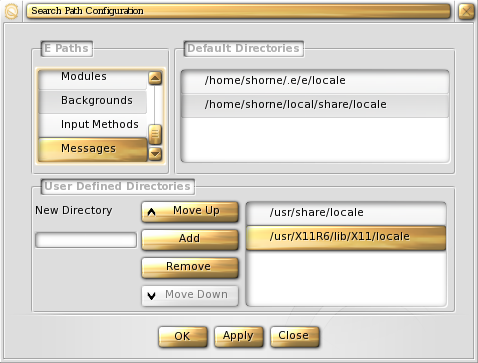 Search Path Configuration
E Paths
Modules
Backgrounds
Input Methods
Messages
Default Directories
/home/shorne/.e/e/locale
/home/shorne/local/share/locale
User Defined Directories
New Directory
Move Up
Add
Remove
Move Down
/usr/share/locale
/usr/X11R6/lib/X11/locale
OK
Apply
Close